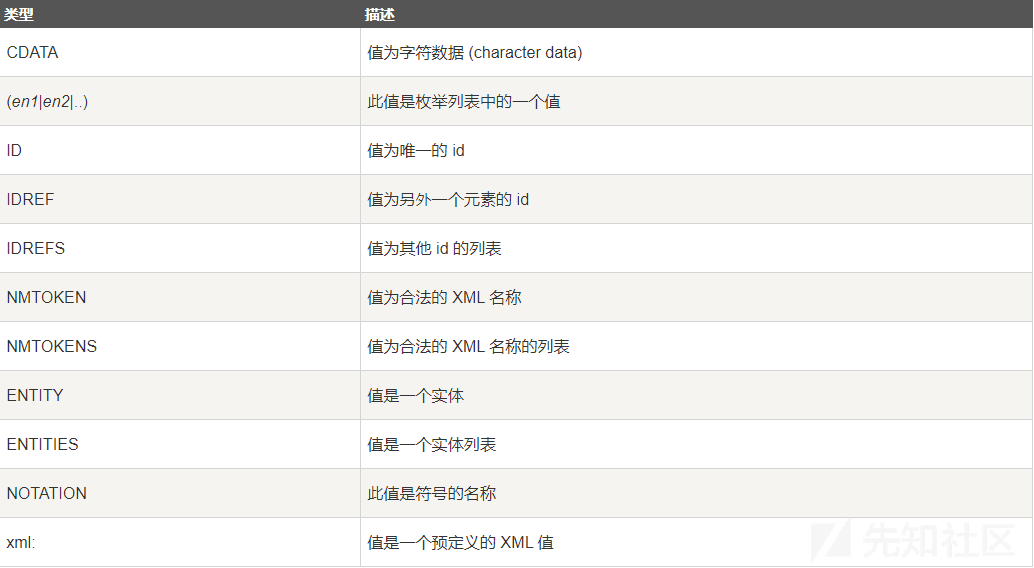 类型 描述
CDATA 值为字符数据 (character data)
(en1|en2|..) 此值是枚举列表中的一个值
ID 值为唯一的 id
IDREF 值为另外一个元素的 id
IDREFS 值为其他 id 的列表
NMTOKEN 值为合法的 XML 名称
NMTOKENS 值为合法的 XML 名称的列表
ENTITY 值是一个实体
ENTITIES 值是一个实体列表
NOTATION 此值是符号的名称
xml: 值是一个预定义的 XML 值
先知社区